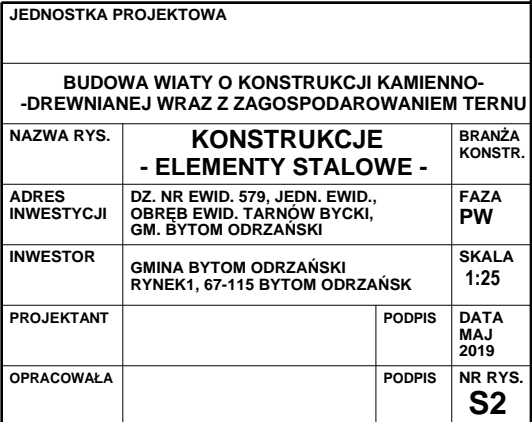 JEDNOSTKA PROJEKTOWA
BUDOWA WIATY O KONSTRUKCJI KAMIENNO-
-DREWNIANEJ WRAZ Z ZAGOSPODAROWANIEM TERNU
NAZWA RYS.
KONSTRUKCJE
- ELEMENTY STALOWE -
BRANŻA
KONSTR.
ADRES
INWESTYCJI
DZ. NR EWID. 579, JEDN. EWID.,
OBRĘB EWID. TARNÓW BYCKI,
GM. BYTOM ODRZAŃSKI
FAZA
PW
INWESTOR
GMINA BYTOM ODRZAŃSKI
RYNEK1, 67-115 BYTOM ODRZAŃSK
SKALA
1:25
PROJEKTANT
PODPIS
DATA
MAJ
2019
OPRACOWAŁA
PODPIS
NR RYS.
S2